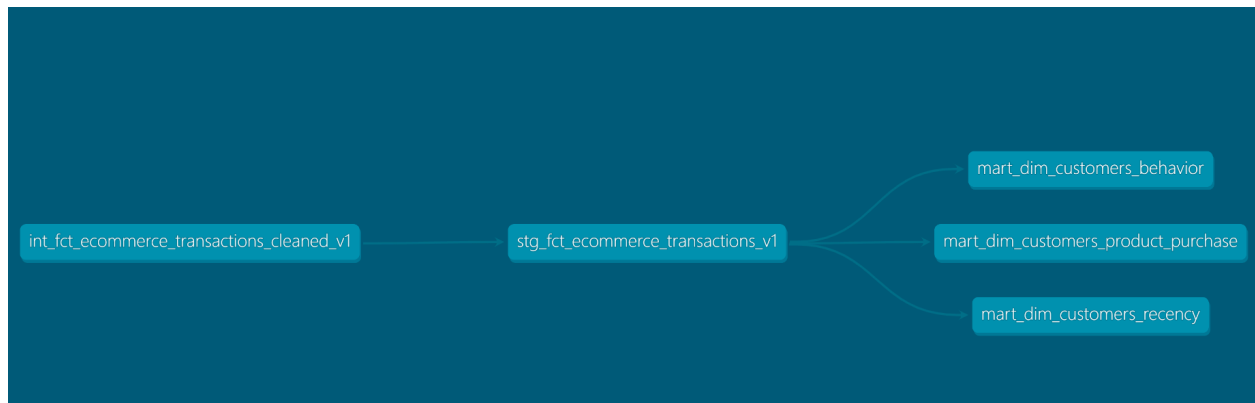 int_fct_ecommerce_transactions_cleaned_v1
stg_fct_ecommerce_transactions_v1
mart_dim_customers_behavior
mart_dim_customers_product_purchase
mart_dim_customers_recency